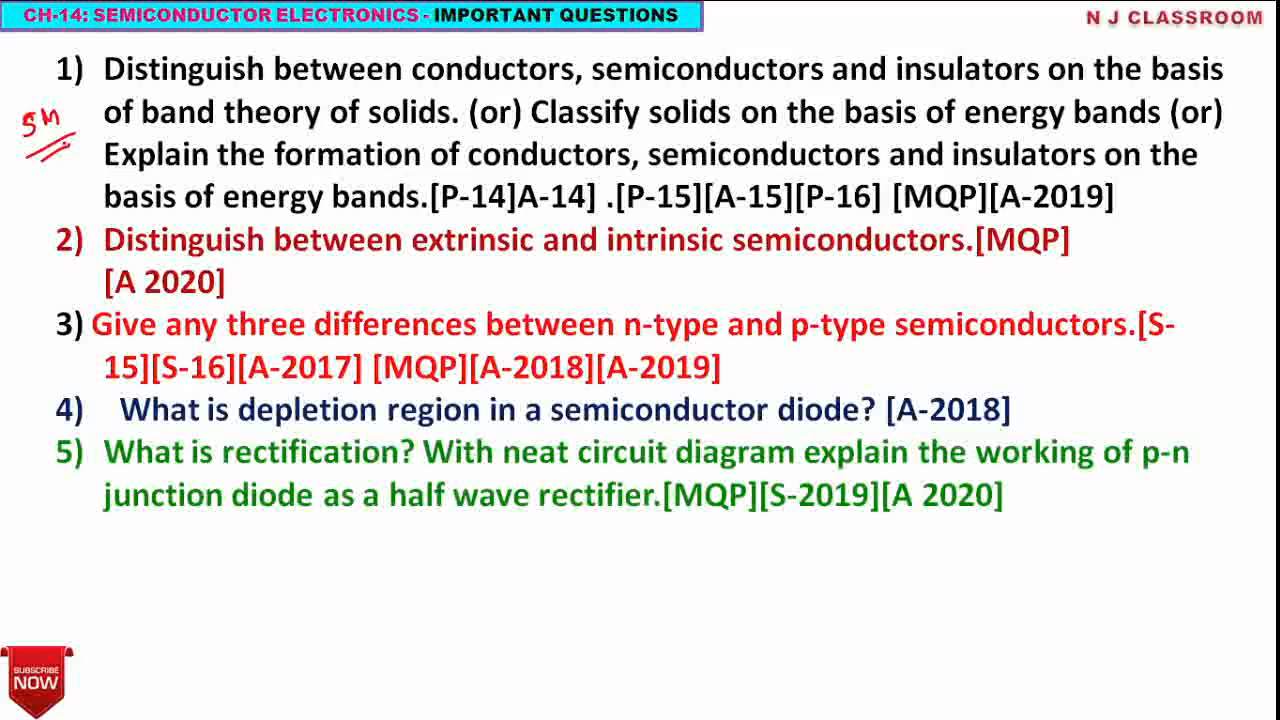 CH-14: SEMICONDUCTOR ELECTRONICS - IMPORTANT QUESTIONS
N J CLASSROOM
1) Distinguish between conductors, semiconductors and insulators on the basis
of band theory of solids. (or) Classify solids on the basis of energy bands (or)
5M
Explain the formation of conductors, semiconductors and insulators on the
basis of energy bands.[P-14]A-14] .[P-15][A-15][P-16] [MQP][A-2019]
2) Distinguish between extrinsic and intrinsic semiconductors.[MQP]
[A 2020]
3) Give any three differences between n-type and p-type semiconductors.[S-
15][S-16][A-2017] [MQP][A-2018][A-2019]
4) What is depletion region in a semiconductor diode? [A-2018]
5) What is rectification? With neat circuit diagram explain the working of p-n
junction diode as a half wave rectifier.[MQP][S-2019][A 2020]
SUBSCRIBE
NOW